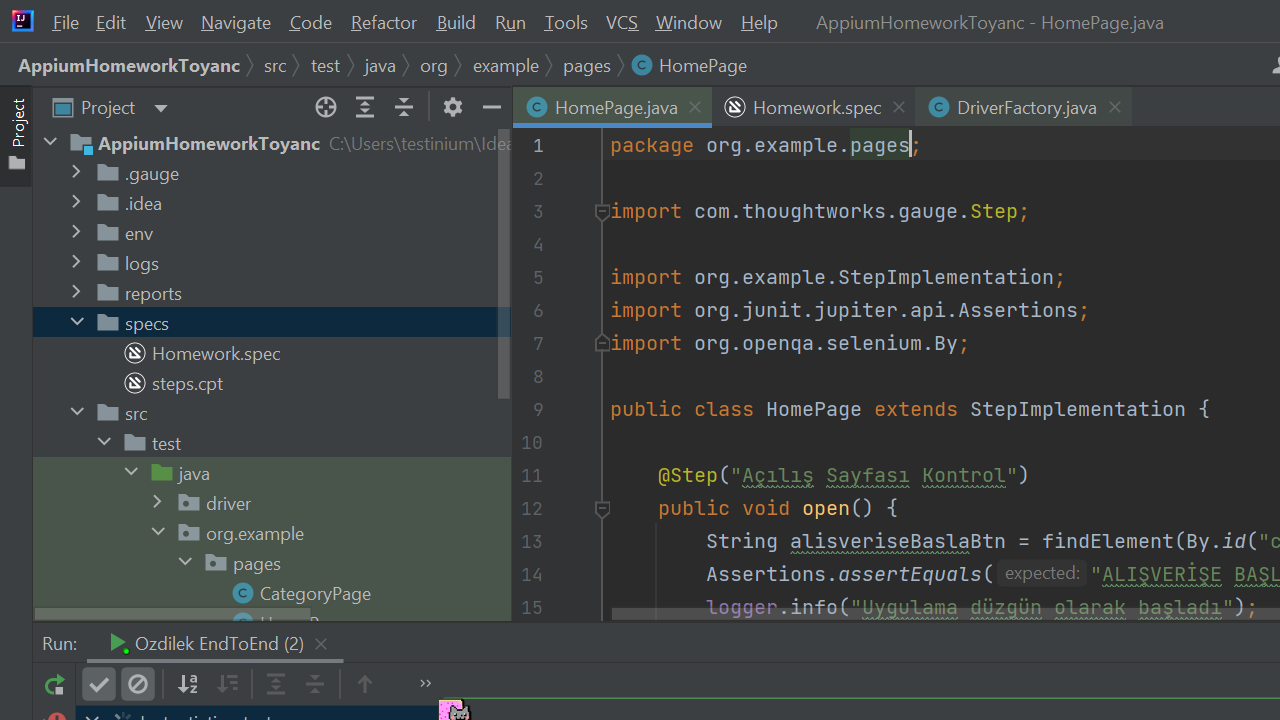 File Edit View Navigate Code Refactor Build Run Tools VCS Window Help AppiumHomeworkToyanc - HomePage.java
AppiumHomeworkToyanc src test java org example pages HomePage
Project
Project
HomePage.java Homework.spec DriverFactory.java
AppiumHomeworkToyanc C:\Users\testinium\Idea
.gauge
.idea
env
logs
reports
specs
Homework.spec
steps.cpt
src
test
java
driver
org.example
pages
CategoryPage
1 package org.example.pages;
2
3 import com.thoughtworks.gauge.Step;
4
5 import org.example.StepImplementation;
6 import org.junit.jupiter.api.Assertions;
7 import org.openqa.selenium.By;
8
9 public class HomePage extends StepImplementation {
10
11 @Step("Açılış Sayfası Kontrol")
12 public void open() {
13 String alisveriseBaslaBtn = findElement(By.id("c
14 Assertions.assertEquals( expected: "ALIŞVERİŞE BAŞL
15 logger.info("Uygulama düzgün olarak başladı");
Run: Ozdilek EndToEnd (2)